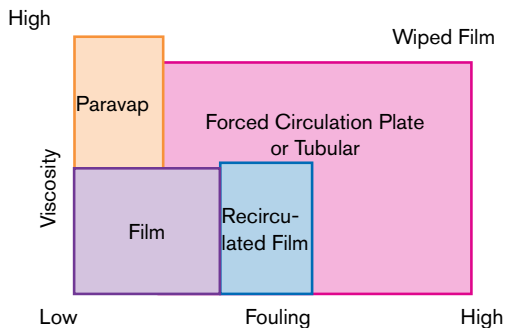 High
Wiped Film
Paravap
Forced Circulation Plate
or Tubular
Viscosity
Film
Recircu-
lated Film
Low
Fouling
High